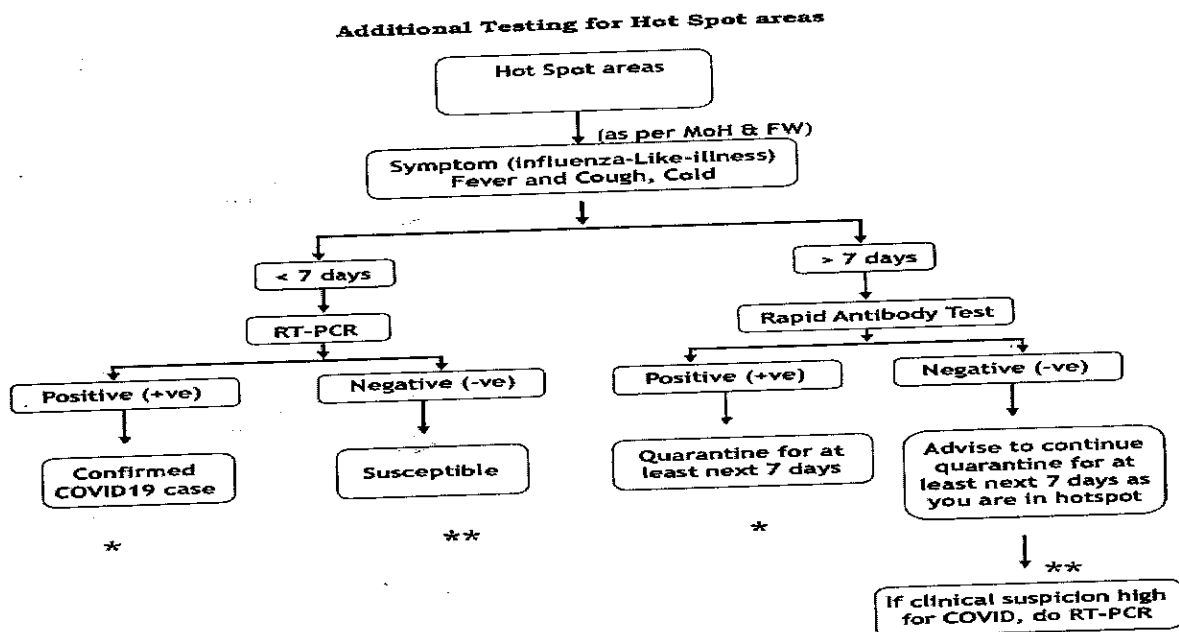 Additional Testing for Hot Spot areas
Hot Spot areas
(as per MoH & FW)
Symptom (Influenza-Like-illness)
Fever and Cough, Cold
< 7 days
> 7 days
RT-PCR
Rapid Antibody Test
Positive (+ve)
Negative (-ve)
Positive (+ve)
Negative (-ve)
Confirmed
COVID19 case
Susceptible
Quarantine for at
least next 7 days
Advise to continue
quarantine for at
least next 7 days as
you are in hotspot
*
**
*
**
If clinical suspicion high
for COVID, do RT-PCR